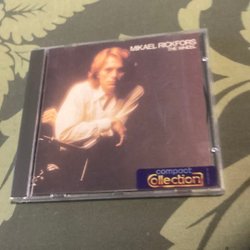 MIKAEL RICKFORS
THE WHEEL
compact
collection